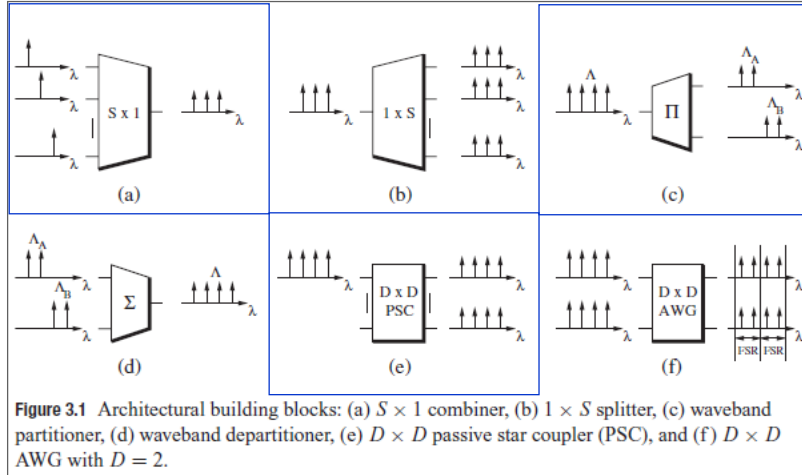 S x 1
λ
λ
λ
λ
(a)
1 x S
λ
λ
λ
λ
(b)
Λ
λ
Π
Λ_A
λ
Λ_B
λ
(c)
Λ_A
λ
Λ_B
λ
Σ
Λ
λ
(d)
λ
D x D
PSC
λ
λ
(e)
λ
λ
D x D
AWG
λ
λ
FSR FSR
(f)
Figure 3.1 Architectural building blocks: (a) S × 1 combiner, (b) 1 × S splitter, (c) waveband
partitioner, (d) waveband departitioner, (e) D × D passive star coupler (PSC), and (f) D × D
AWG with D = 2.